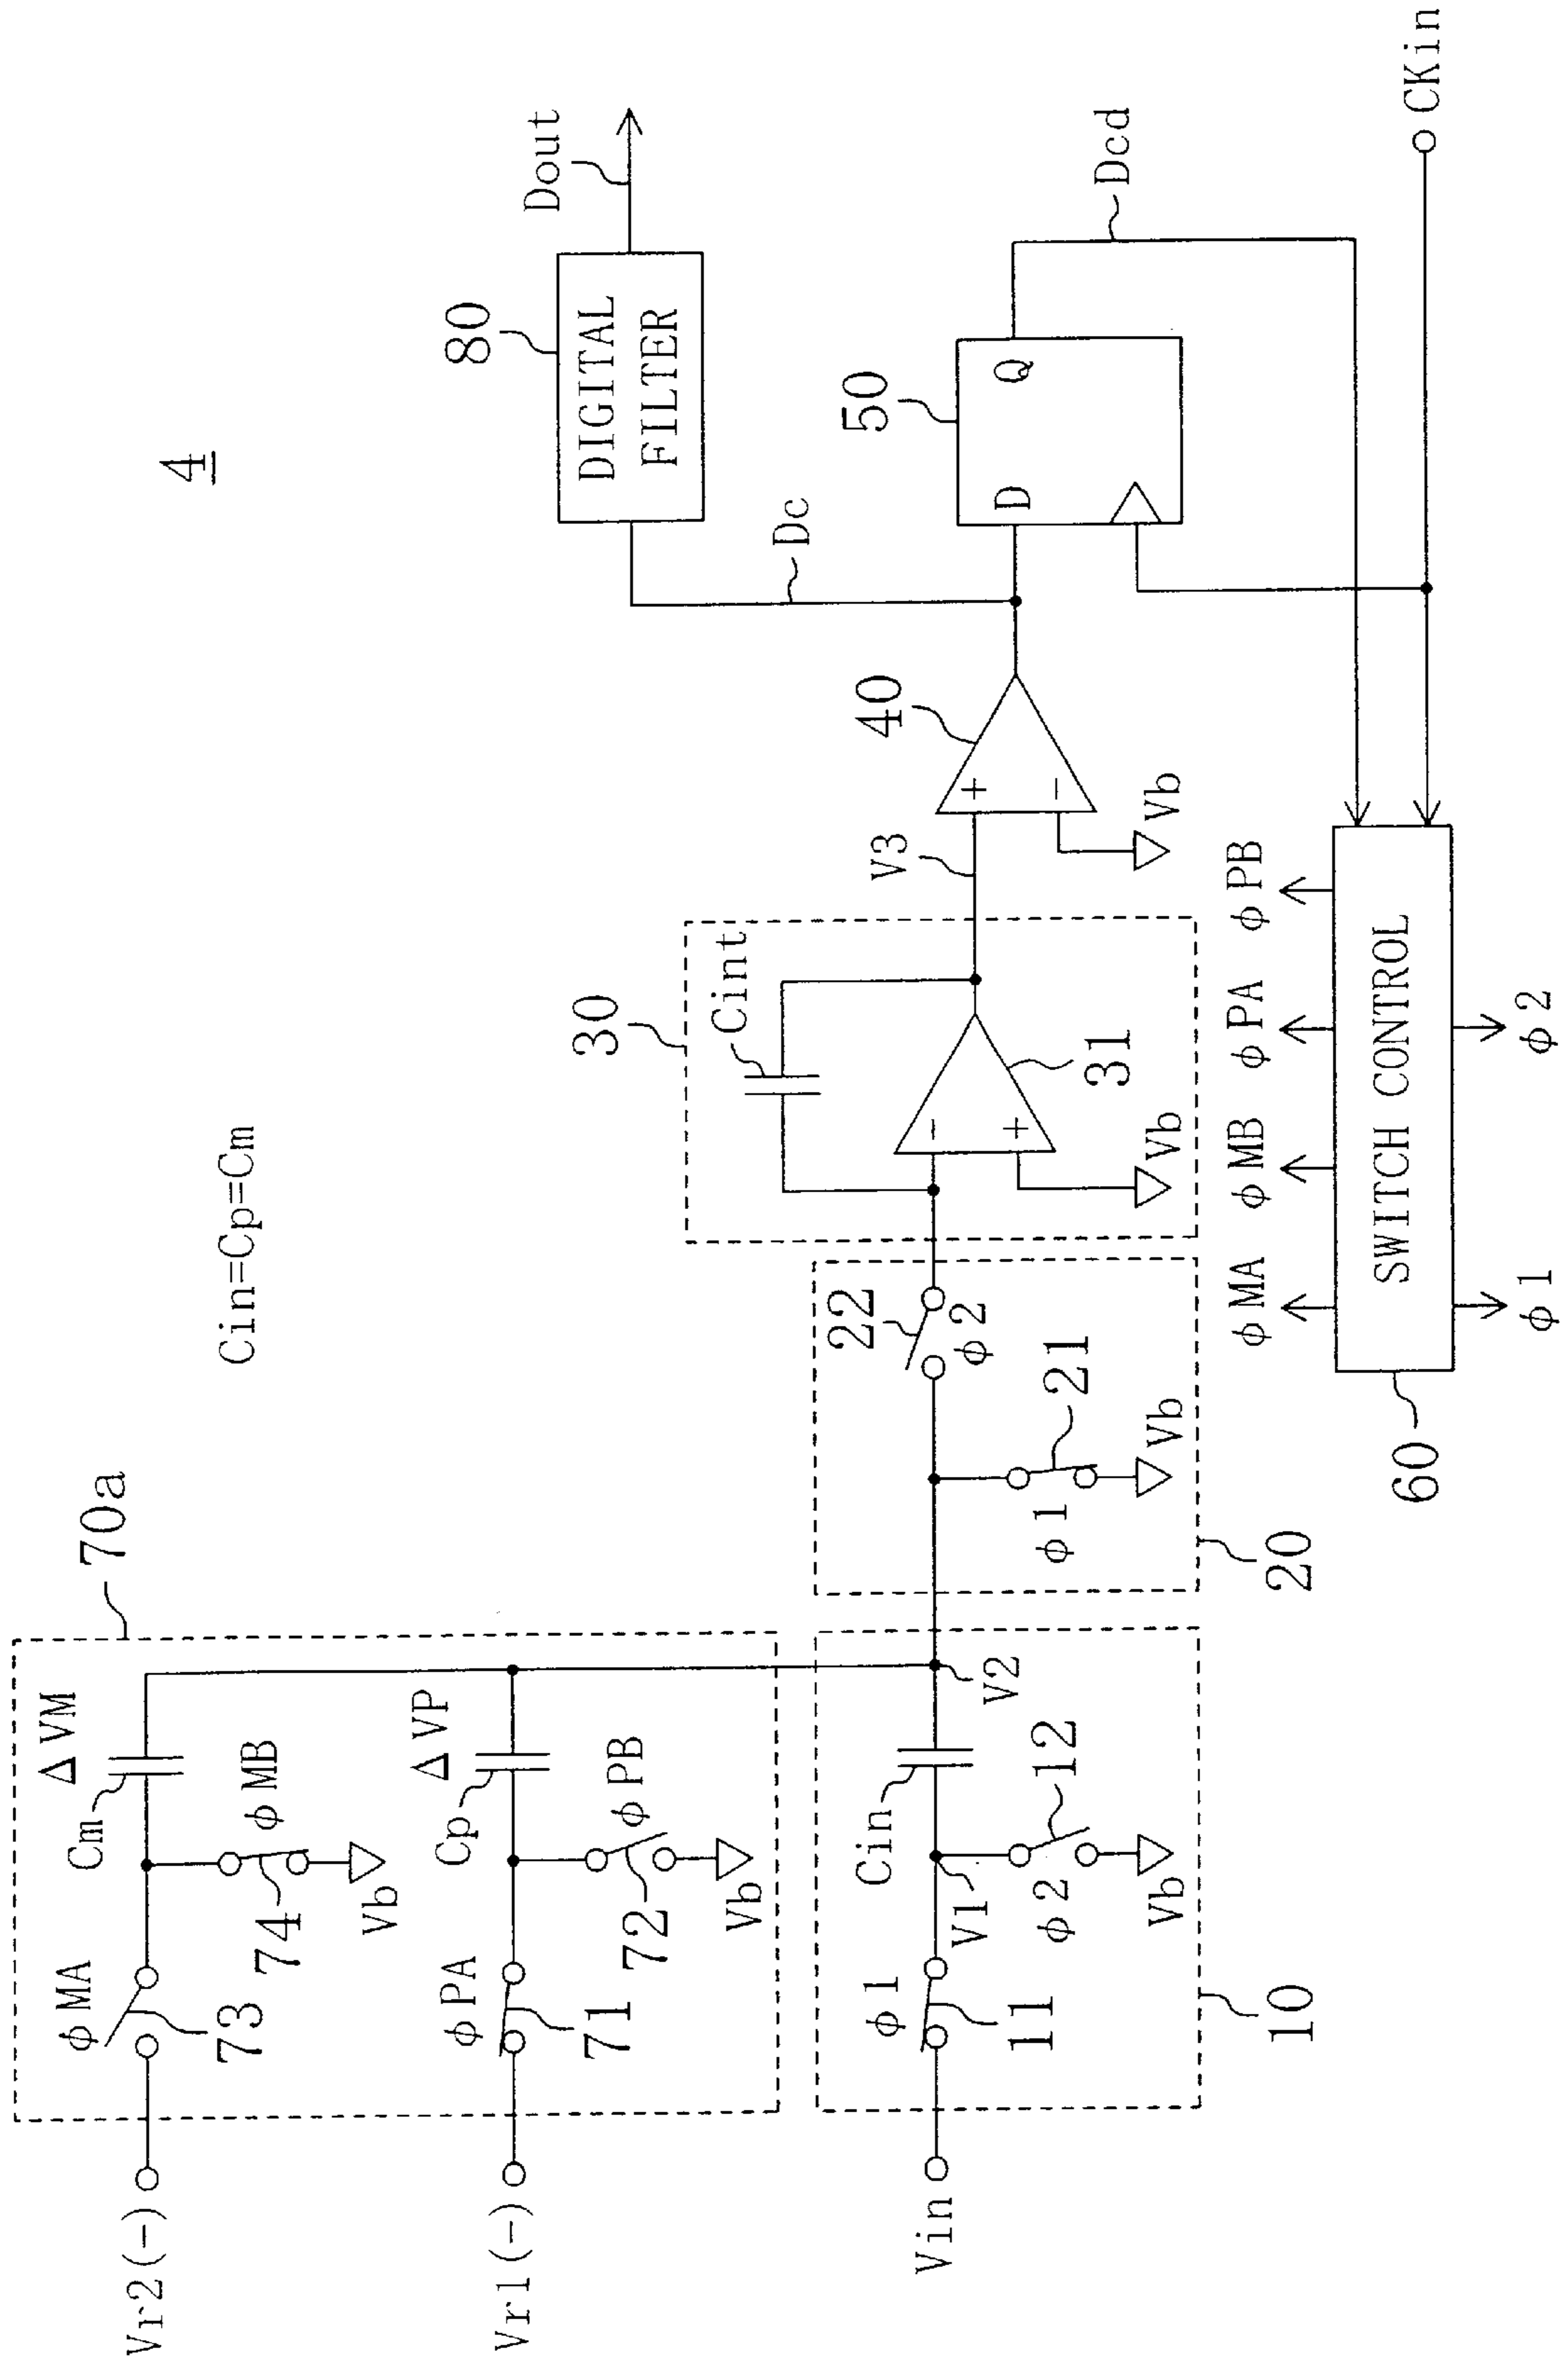 4
Cin=Cp=Cm
70a
ΔVM
Cm
φMA
73
74
φMB
Vb
Vr2(-)
ΔVP
Cp
φPA
71
72
φPB
Vb
Vr1(-)
80
DIGITAL
FILTER
Dout
Dc
30
Cint
31
Vb
V3
40
Vb
50
D
Q
Dcd
Vin
φ1
11
V1
Cin
φ2
12
Vb
V2
10
22
φ2
21
φ1
Vb
20
φMA
φMB
φPA
φPB
SWITCH CONTROL
60
φ1
φ2
CKin